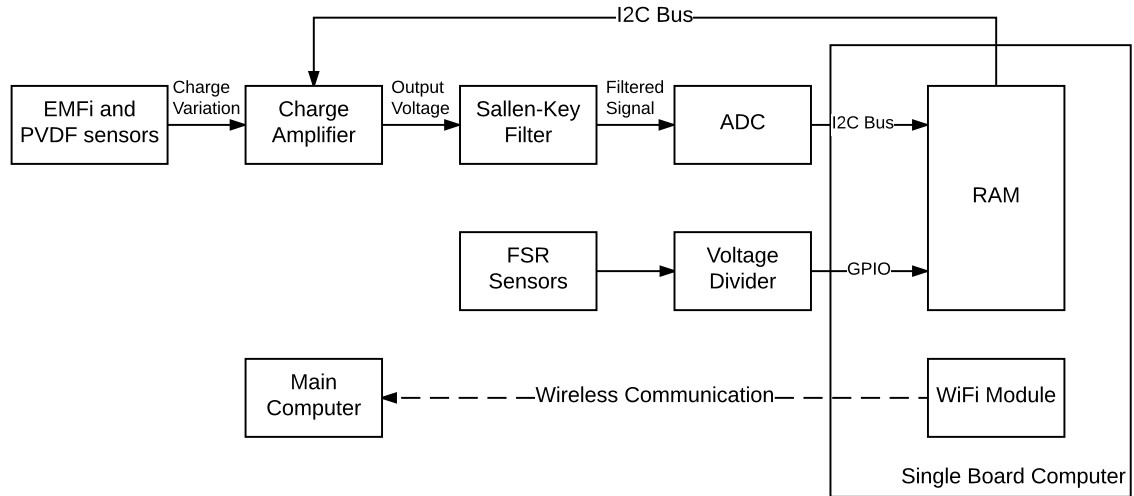 I2C Bus
EMFi and
PVDF sensors
Charge
Variation
Charge
Amplifier
Output
Voltage
Sallen-Key
Filter
Filtered
Signal
ADC
I2C Bus
RAM
FSR
Sensors
Voltage
Divider
GPIO
Main
Computer
Wireless Communication
WiFi Module
Single Board Computer